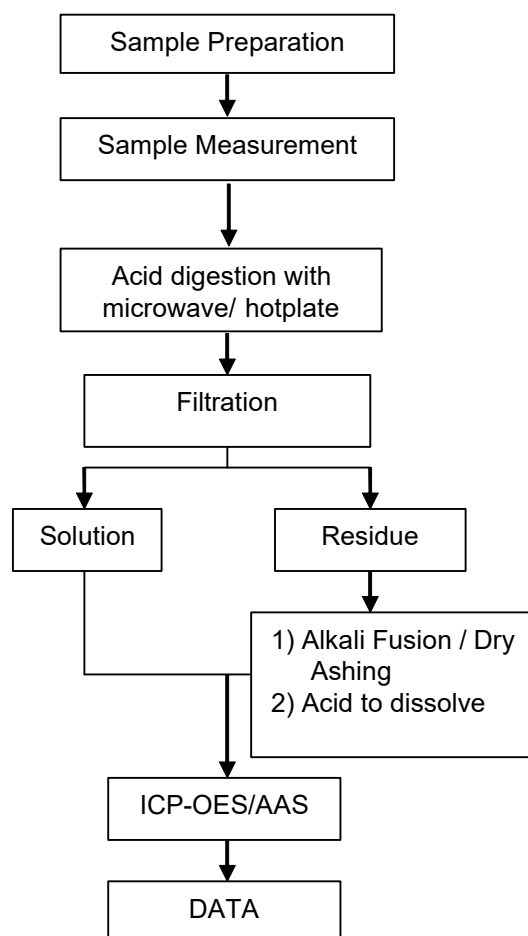 Sample Preparation
Sample Measurement
Acid digestion with
microwave/ hotplate
Filtration
Solution
Residue
1) Alkali Fusion / Dry
Ashing
2) Acid to dissolve
ICP-OES/AAS
DATA